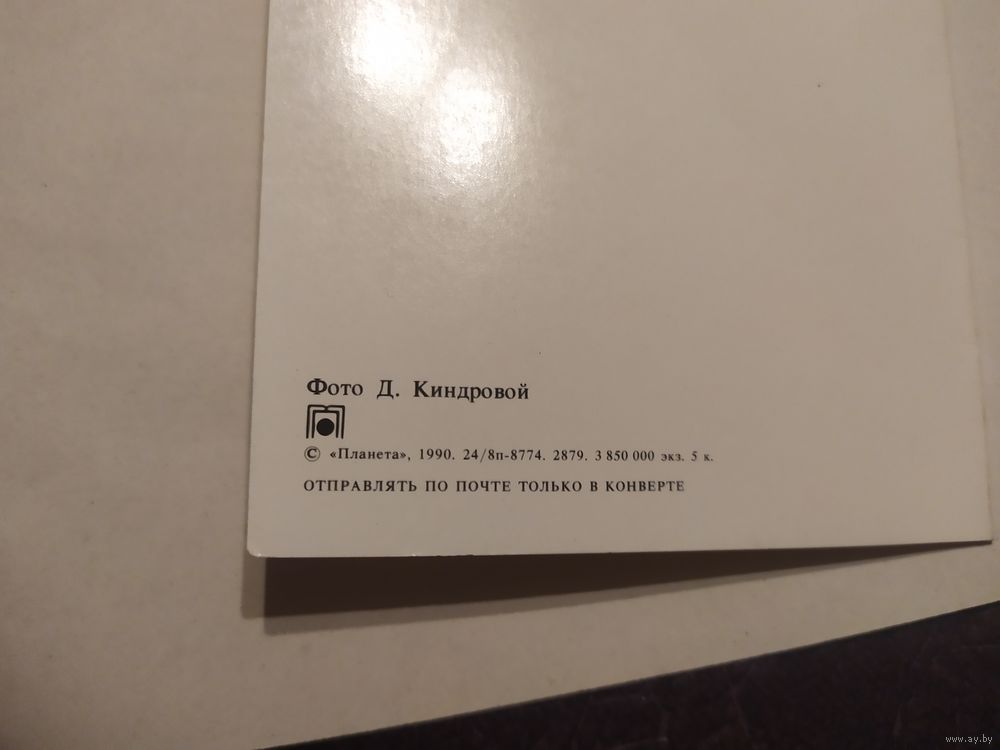 Фото Д. Киндровой
© «Планета», 1990. 24/8п-8774. 2879. 3 850 000 экз. 5 к.
ОТПРАВЛЯТЬ ПО ПОЧТЕ ТОЛЬКО В КОНВЕРТЕ
www.ay.by